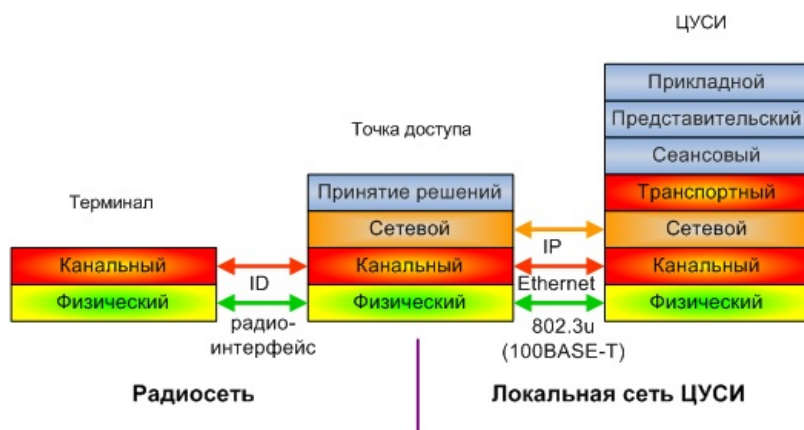 ЦУСИ
Прикладной
Представительский
Сеансовый
Транспортный
Сетевой
Канальный
Физический
Точка доступа
Принятие решений
Сетевой
Канальный
Физический
Терминал
Канальный
Физический
ID
радио-
интерфейс
IP
Ethernet
802.3u
(100BASE-T)
Радиосеть
Локальная сеть ЦУСИ